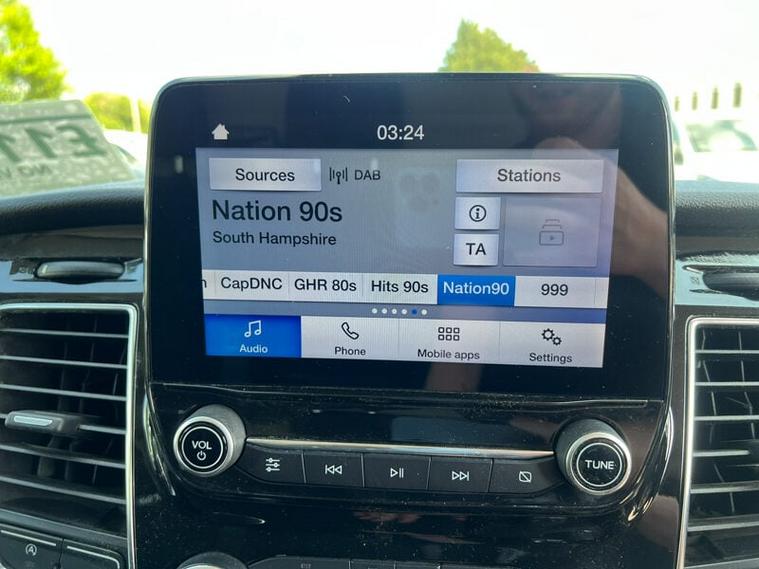 03:24
Sources
DAB
Stations
Nation 90s
South Hampshire
TA
CapDNC
GHR 80s
Hits 90s
Nation90
999
Audio
Phone
Mobile apps
Settings
VOL
TUNE